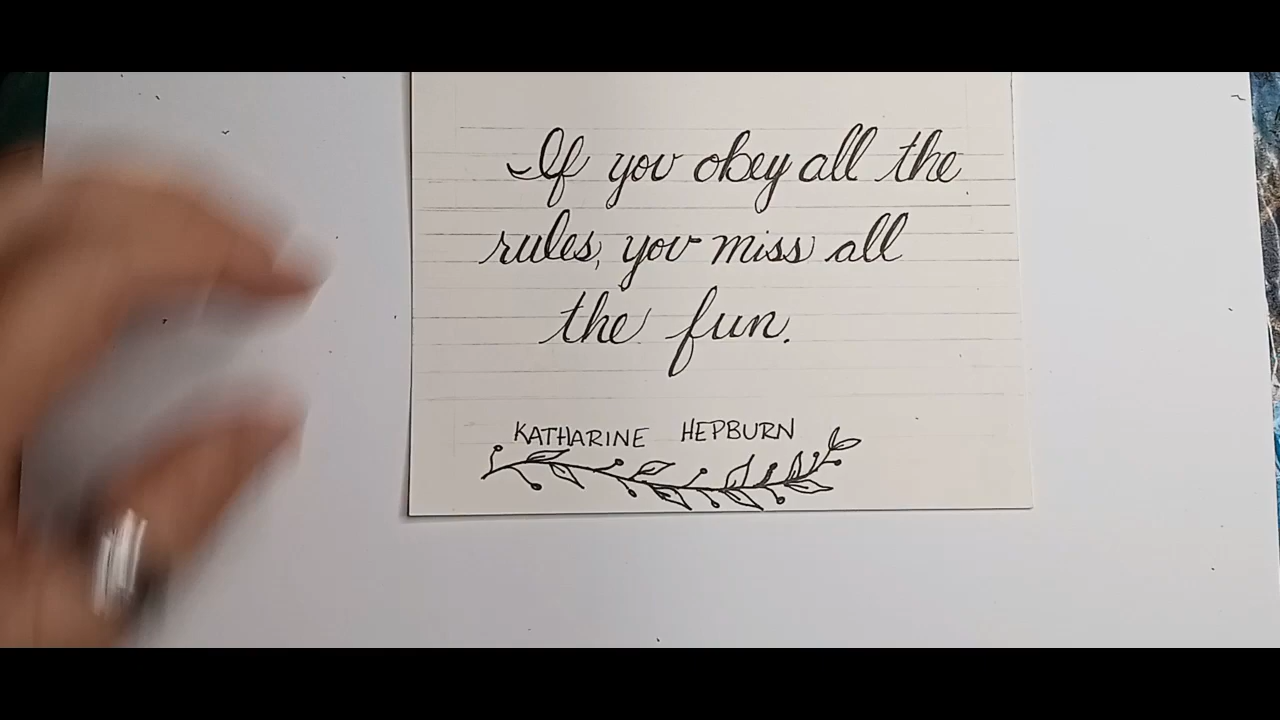 If you obey all the
rules, you miss all
the fun.
KATHARINE HEPBURN